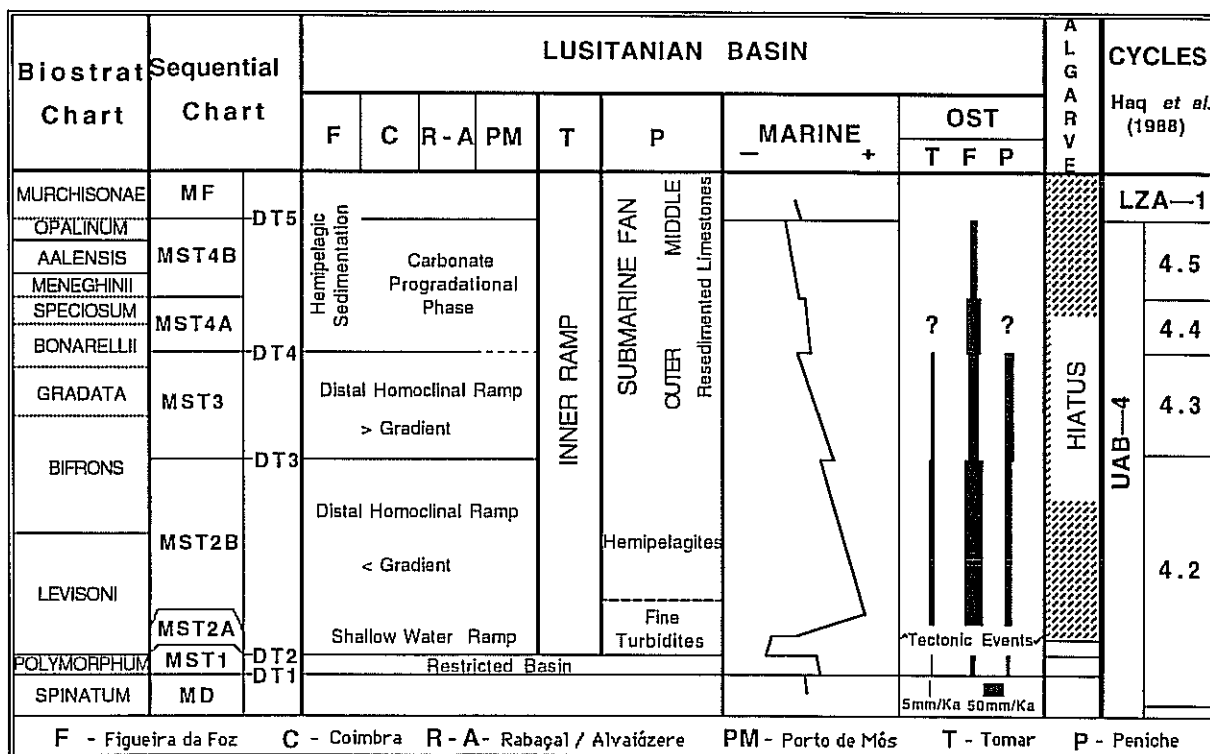 LUSITANIAN BASIN
ALGARVE
CYCLES
Haq et al.
(1988)
Biostrat
Chart
Sequential
Chart
F C R-A PM T P
MARINE
— +
OST
T F P
MURCHISONAE
OPALINUM
AALENSIS
MENEGHINII
SPECIOSUM
BONARELLII
GRADATA
BIFRONS
LEVISONI
POLYMORPHUM
SPINATUM
MF
MST4B
MST4A
MST3
MST2B
MST2A
MST1
MD
DT5
DT4
DT3
DT2
DT1
Hemipelagic
Sedimentation
Carbonate
Progradational
Phase
Distal Homoclinal Ramp
> Gradient
Distal Homoclinal Ramp
< Gradient
Shallow Water Ramp
Restricted Basin
INNER RAMP
SUBMARINE FAN
OUTER MIDDLE
Resedimented Limestones
Hemipelagites
Fine
Turbidites
? ?
Tectonic Events
5mm/Ka 50mm/Ka
HIATUS
LZA—1
UAB—4
4.5
4.4
4.3
4.2
F - Figueira da Foz C - Coimbra R-A- Rabaçal / Alvaiázere PM - Porto de Mós T - Tomar P - Peniche